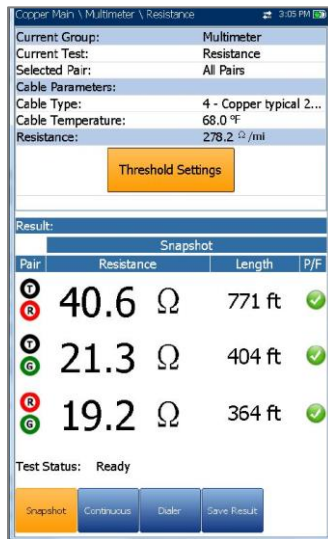 Copper Main \ Multimeter \ Resistance 3:05 PM
Current Group: Multimeter
Current Test: Resistance
Selected Pair: All Pairs
Cable Parameters:
Cable Type: 4 - Copper typical 2...
Cable Temperature: 68.0 °F
Resistance: 278.2 Ω/mi
Threshold Settings
Result:
Snapshot
Pair Resistance Length P/F
T
R
40.6 Ω 771 ft
T
G
21.3 Ω 404 ft
R
G
19.2 Ω 364 ft
Test Status: Ready
Snapshot Continuous Dialer Save Result